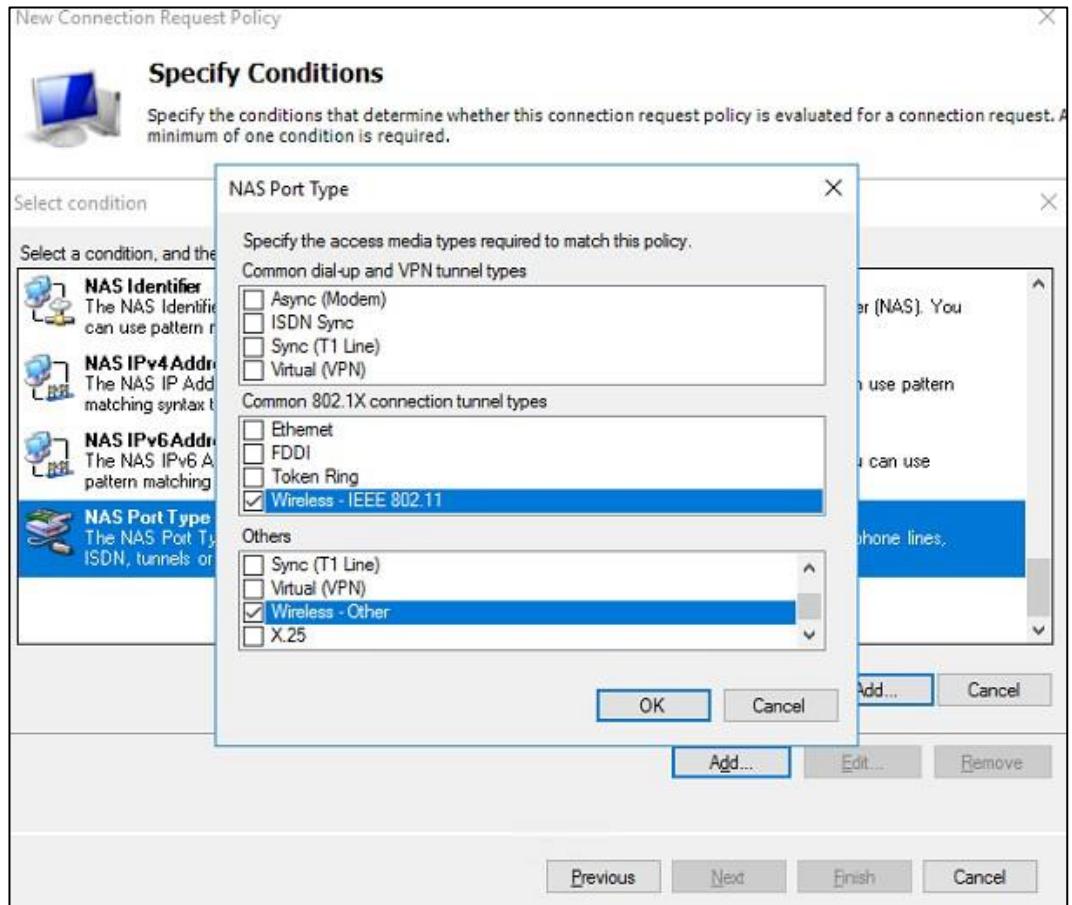 New Connection Request Policy
Specify Conditions
Specify the conditions that determine whether this connection request policy is evaluated for a connection request. A
minimum of one condition is required.
Select condition
Select a condition, and the
NAS Identifier
The NAS Identifie
er (NAS). You
can use pattern r
NAS IPv4 Addr
The NAS IP Add
n use pattern
matching syntax t
NAS IPv6 Addr
The NAS IPv6 A
u can use
pattern matching
NAS Port Type
The NAS Port Ty
phone lines,
ISDN, tunnels or
NAS Port Type
Specify the access media types required to match this policy.
Common dial-up and VPN tunnel types
Async (Modem)
ISDN Sync
Sync (T1 Line)
Virtual (VPN)
Common 802.1X connection tunnel types
Ethernet
FDDI
Token Ring
Wireless - IEEE 802.11
Others
Sync (T1 Line)
Virtual (VPN)
Wireless - Other
X.25
OK
Cancel
Add...
Cancel
Add...
Edit...
Remove
Previous
Next
Finish
Cancel